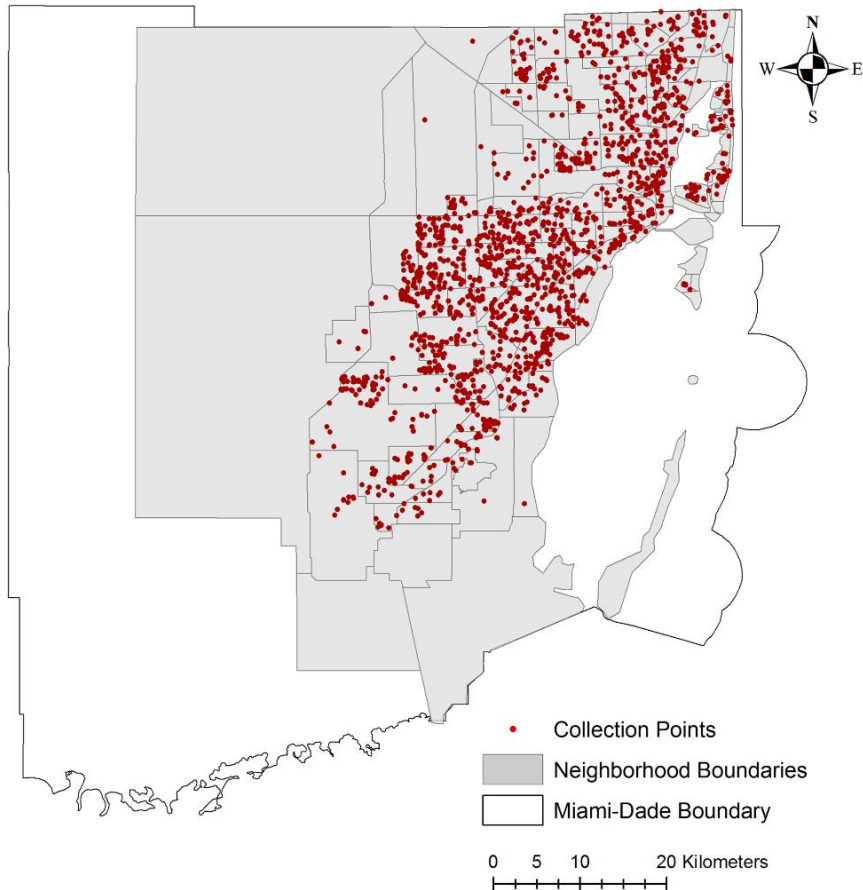 N
W E
S
Collection Points
Neighborhood Boundaries
Miami-Dade Boundary
0 5 10 20 Kilometers